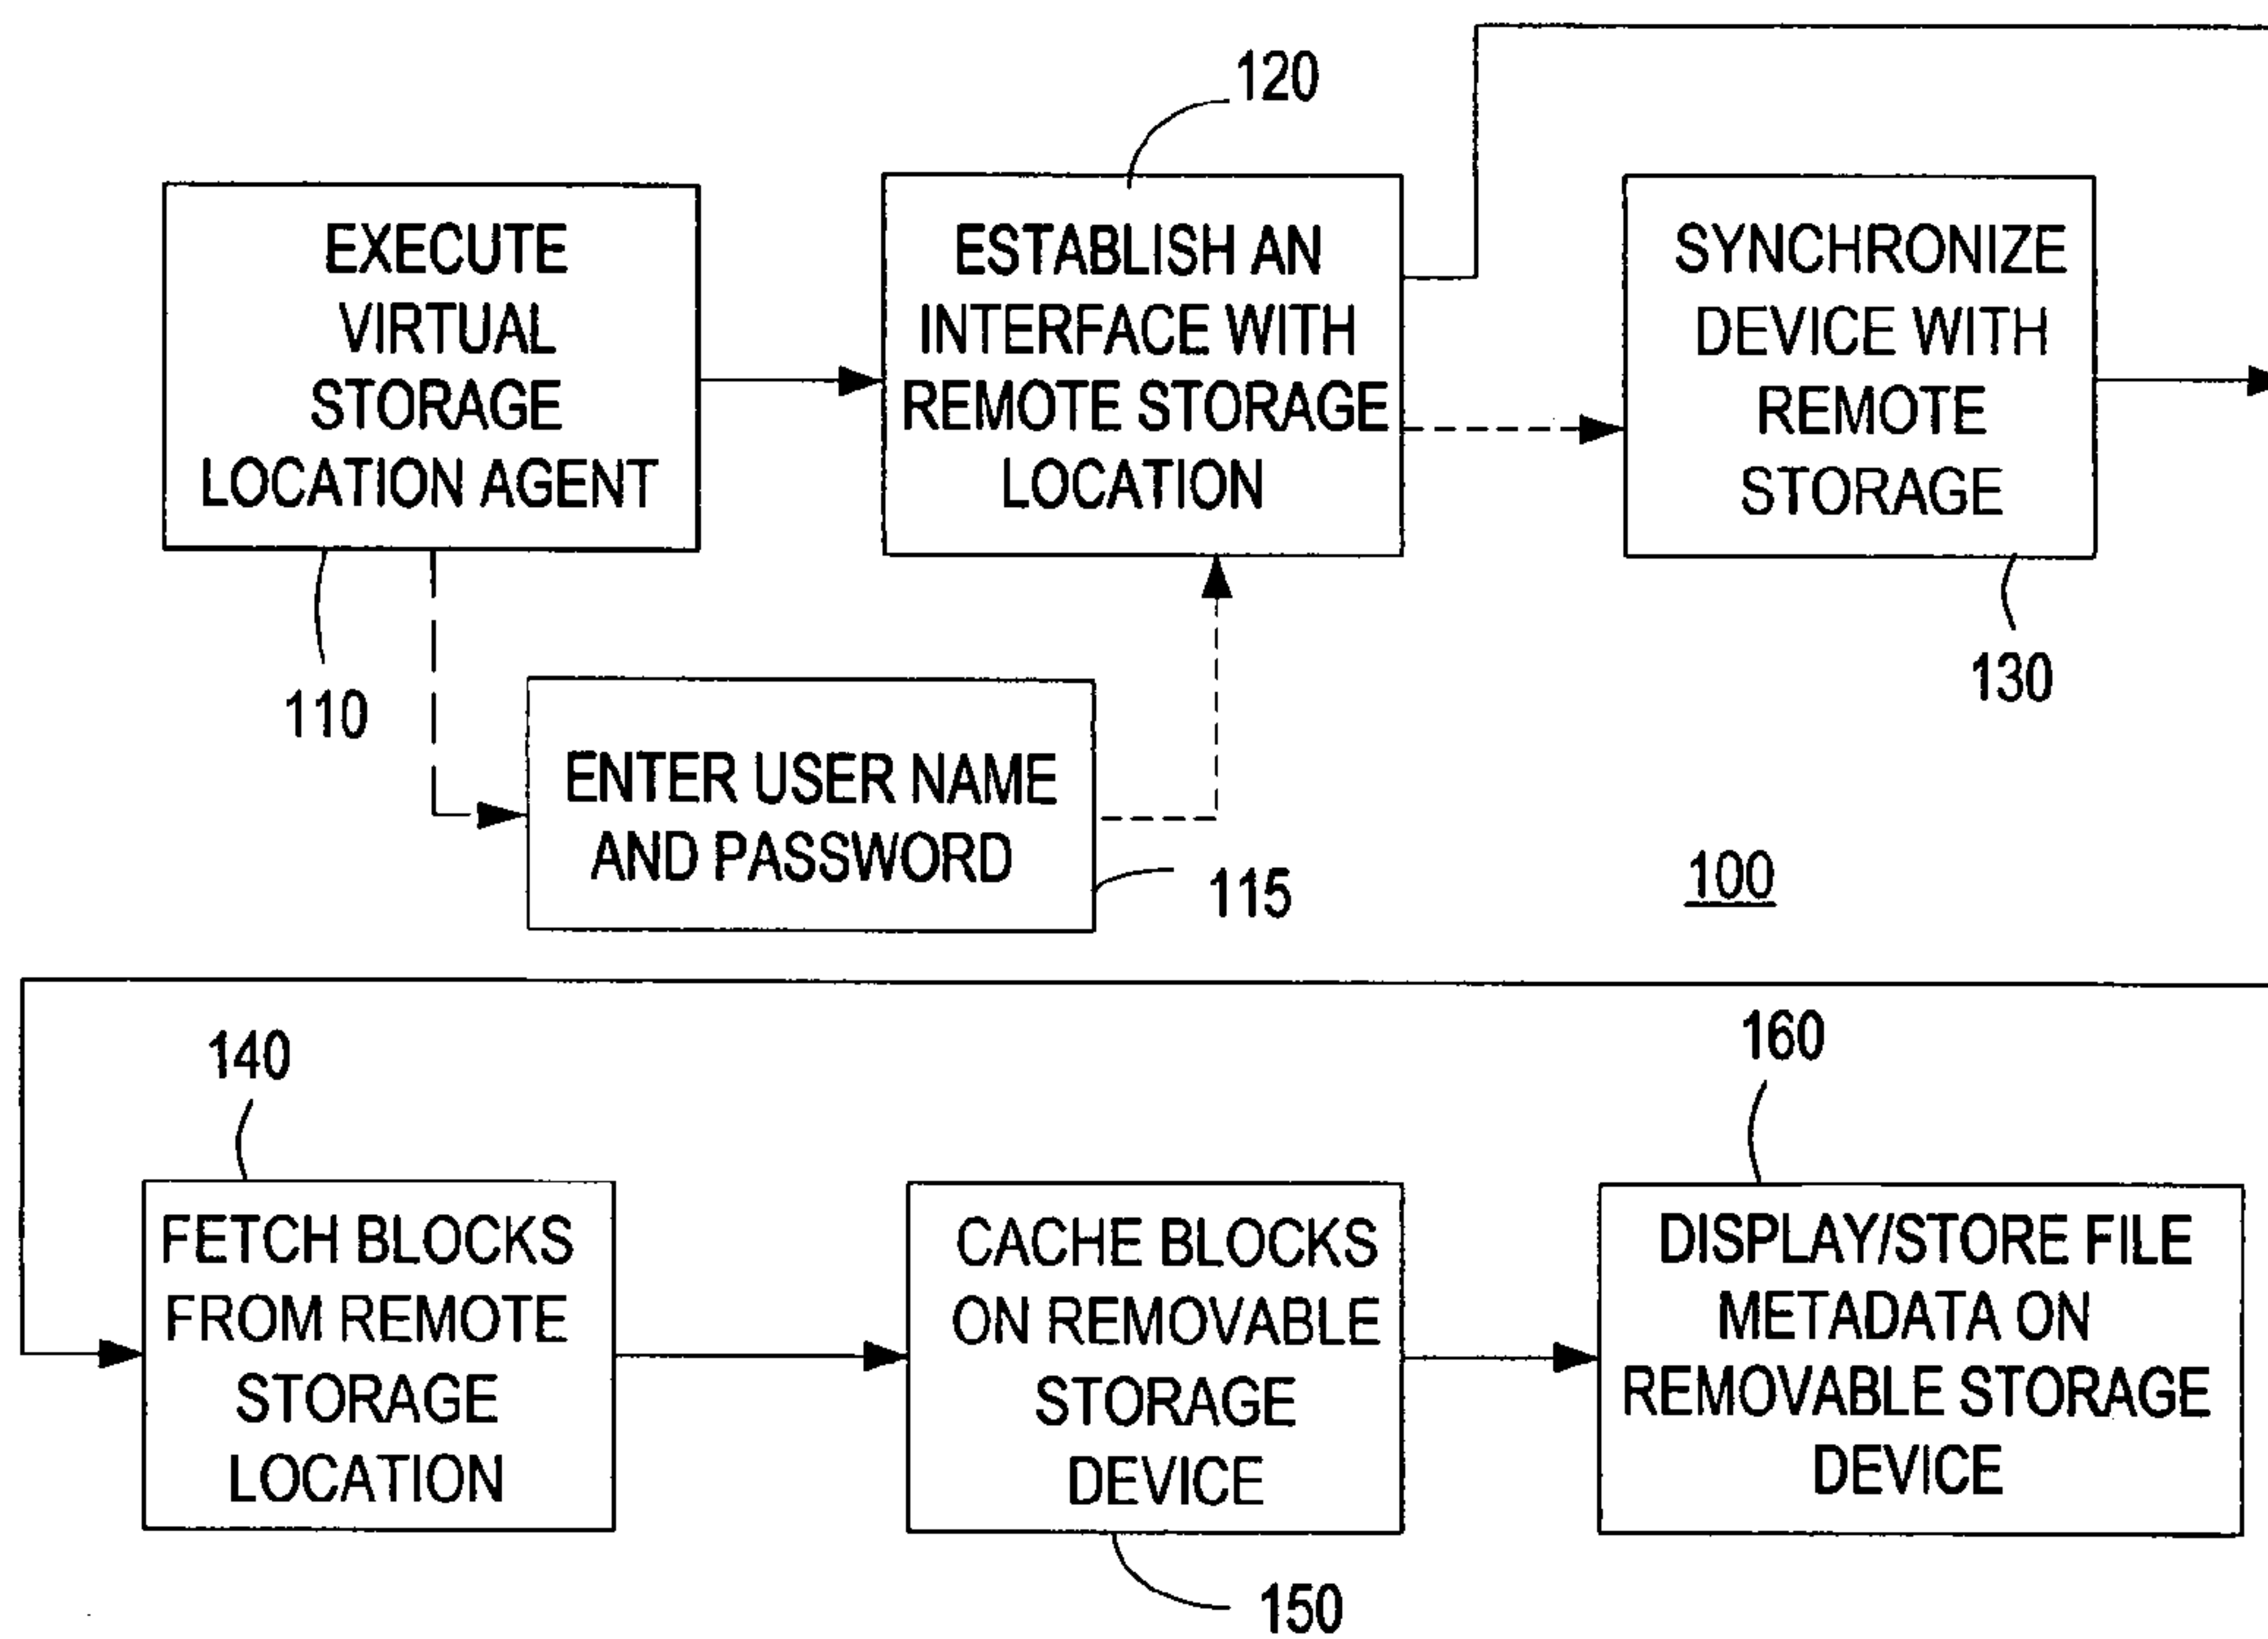 120
EXECUTE
VIRTUAL
STORAGE
LOCATION AGENT
ESTABLISH AN
INTERFACE WITH
REMOTE STORAGE
LOCATION
SYNCHRONIZE
DEVICE WITH
REMOTE
STORAGE
110
130
ENTER USER NAME
AND PASSWORD
115
100
140
160
FETCH BLOCKS
FROM REMOTE
STORAGE
LOCATION
CACHE BLOCKS
ON REMOVABLE
STORAGE
DEVICE
DISPLAY/STORE FILE
METADATA ON
REMOVABLE STORAGE
DEVICE
150